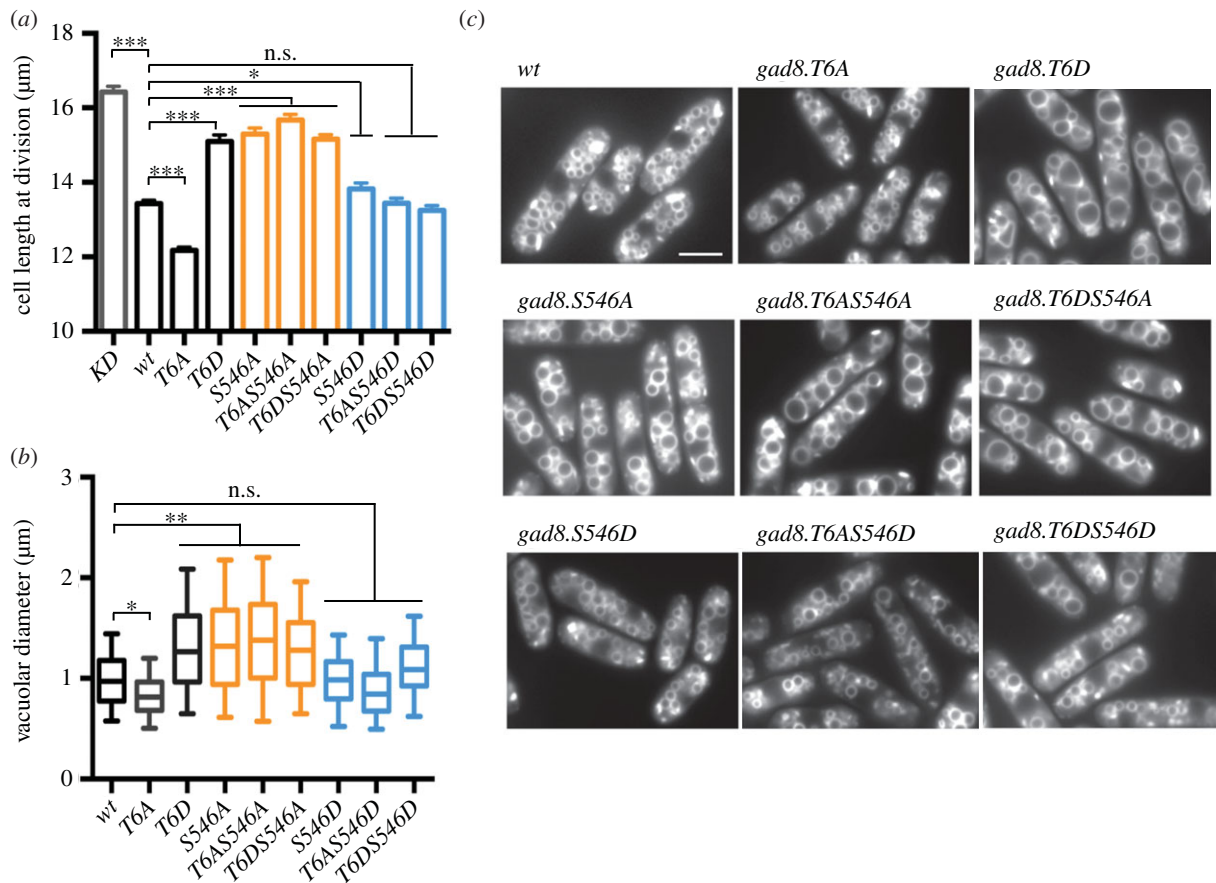 (a)
18
16
14
12
10
cell length at division (μm)
***
n.s.
*
***
***
***
KD
wt
T6A
T6D
S546A
T6AS546A
T6DS546A
S546D
T6AS546D
T6DS546D
(b)
3
2
1
0
vacuolar diameter (μm)
n.s.
**
*
wt
T6A
T6D
S546A
T6AS546A
T6DS546A
S546D
T6AS546D
T6DS546D
(c)
wt
gad8.T6A
gad8.T6D
gad8.S546A
gad8.T6AS546A
gad8.T6DS546A
gad8.S546D
gad8.T6AS546D
gad8.T6DS546D